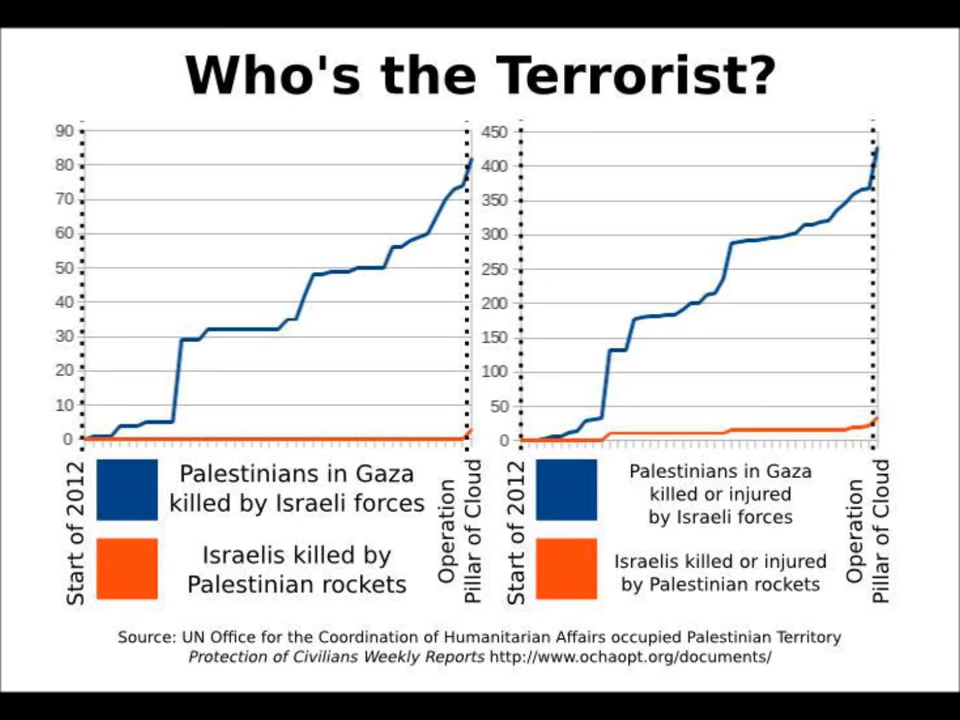 Who's the Terrorist?
90
80
70
60
50
40
30
20
10
0
450
400
350
300
250
200
150
100
50
0
Start of 2012
Palestinians in Gaza
killed by Israeli forces
Israelis killed by
Palestinian rockets
Operation
Pillar of Cloud
Start of 2012
Palestinians in Gaza
killed or injured
by Israeli forces
Israelis killed or injured
by Palestinian rockets
Operation
Pillar of Cloud
Source: UN Office for the Coordination of Humanitarian Affairs occupied Palestinian Territory
Protection of Civilians Weekly Reports http://www.ochaopt.org/documents/